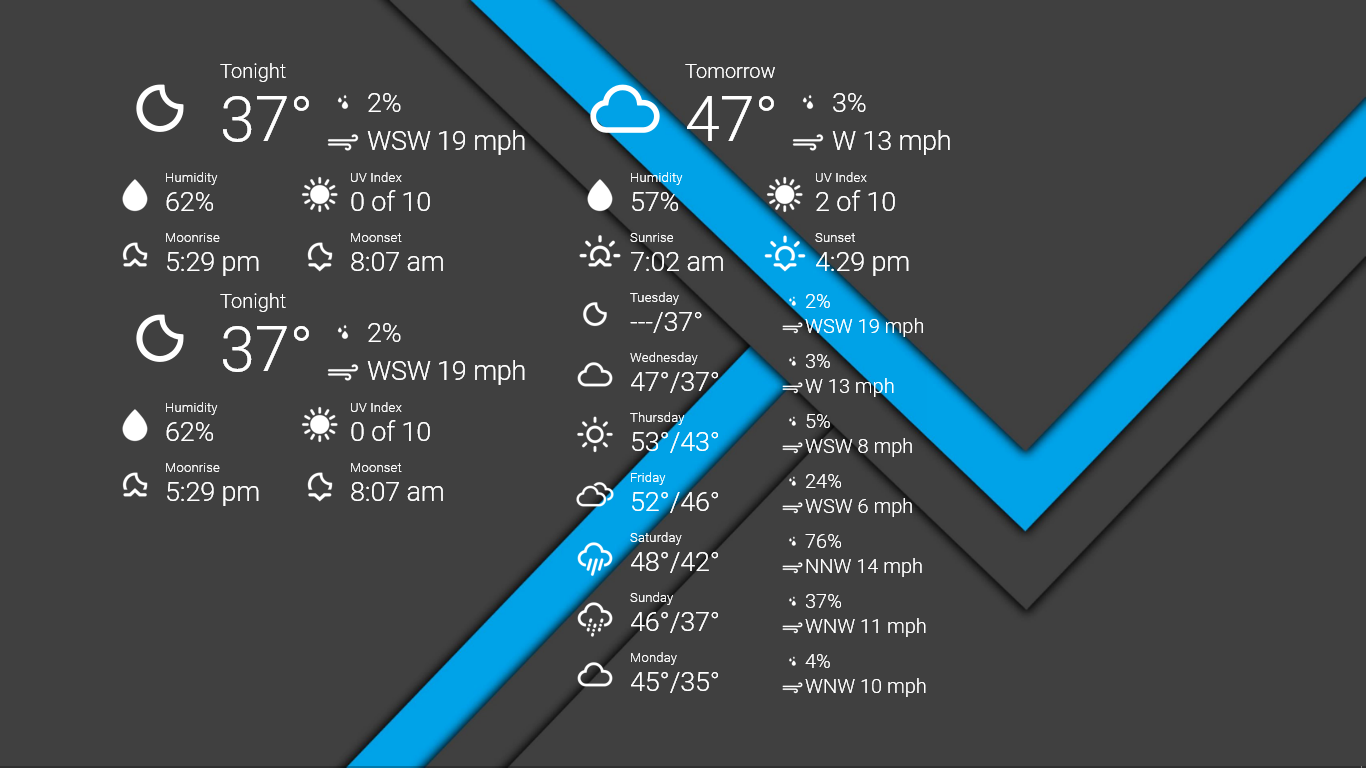 Tonight
37°
2%
WSW 19 mph
Humidity
62%
UV Index
0 of 10
Moonrise
5:29 pm
Moonset
8:07 am
Tonight
37°
2%
WSW 19 mph
Humidity
62%
UV Index
0 of 10
Moonrise
5:29 pm
Moonset
8:07 am
Tomorrow
47°
3%
W 13 mph
Humidity
57%
UV Index
2 of 10
Sunrise
7:02 am
Sunset
4:29 pm
Tuesday
---/37°
2%
WSW 19 mph
Wednesday
47°/37°
3%
W 13 mph
Thursday
53°/43°
5%
WSW 8 mph
Friday
52°/46°
24%
WSW 6 mph
Saturday
48°/42°
76%
NNW 14 mph
Sunday
46°/37°
37%
WNW 11 mph
Monday
45°/35°
4%
WNW 10 mph